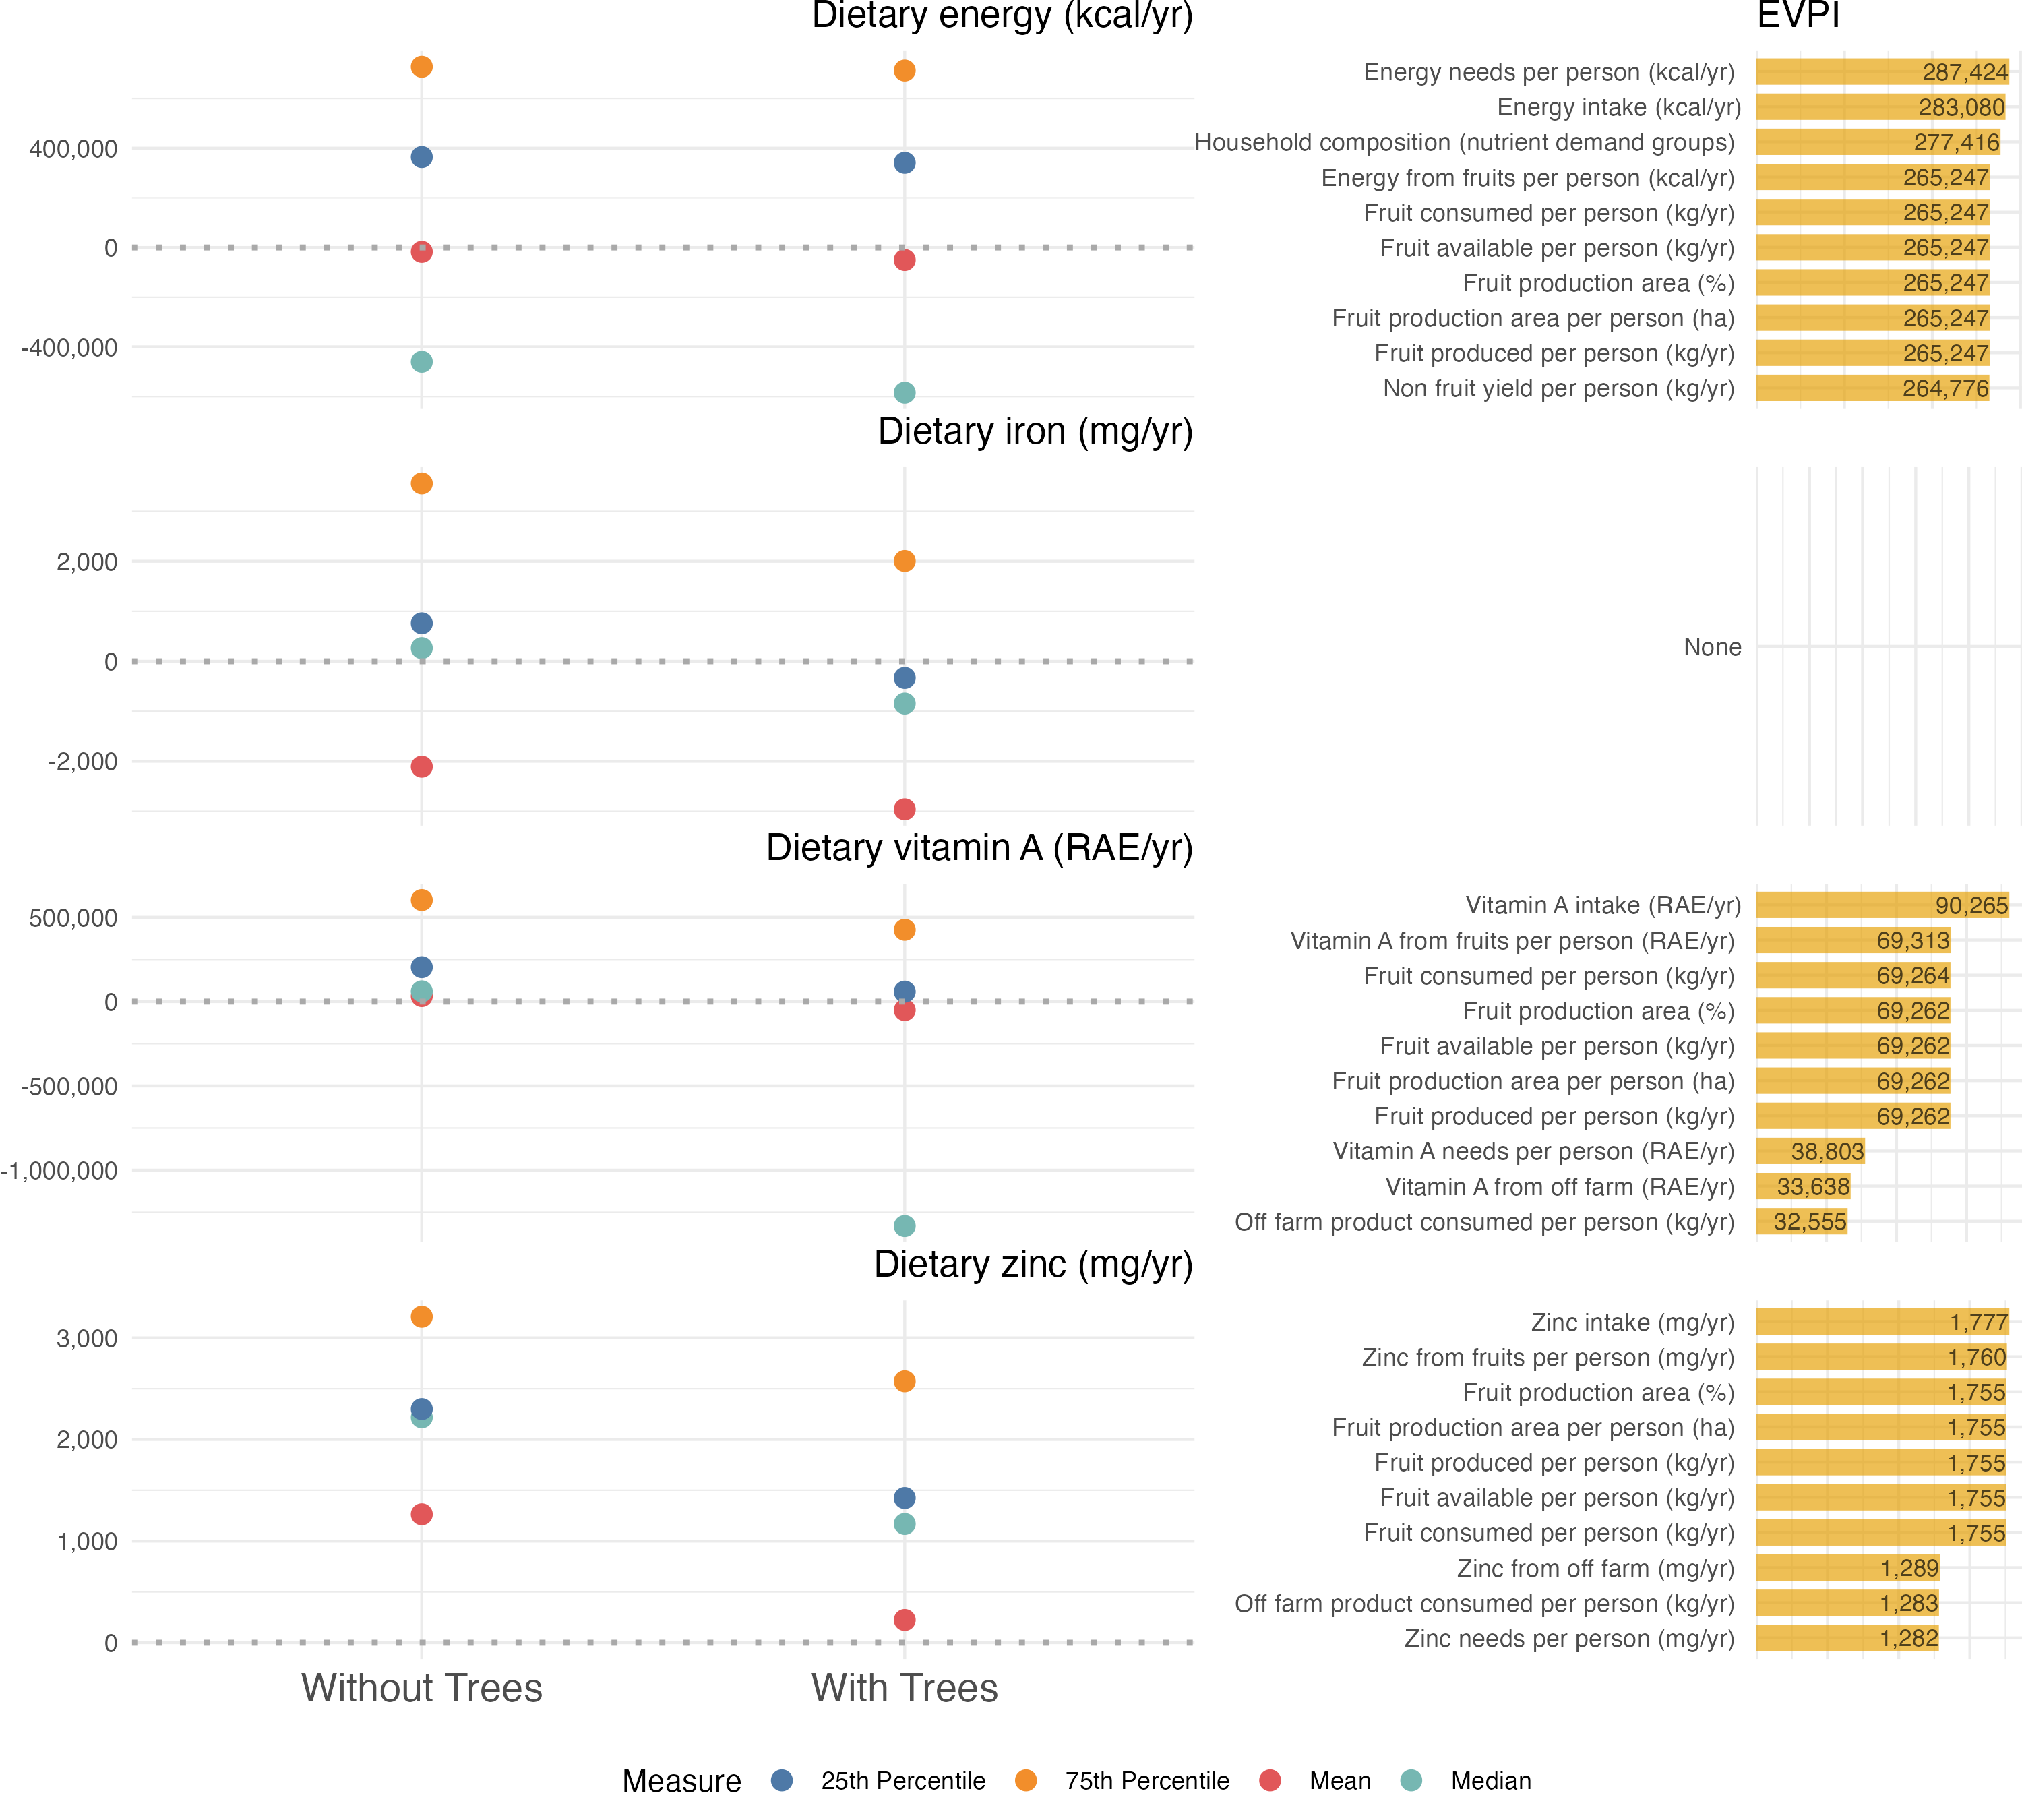 Dietary energy (kcal/yr)
400,000
0
-400,000
EVPI
Energy needs per person (kcal/yr) 287,424
Energy intake (kcal/yr) 283,080
Household composition (nutrient demand groups) 277,416
Energy from fruits per person (kcal/yr) 265,247
Fruit consumed per person (kg/yr) 265,247
Fruit available per person (kg/yr) 265,247
Fruit production area (%) 265,247
Fruit production area per person (ha) 265,247
Fruit produced per person (kg/yr) 265,247
Non fruit yield per person (kg/yr) 264,776
Dietary iron (mg/yr)
2,000
0
-2,000
None
Dietary vitamin A (RAE/yr)
500,000
0
-500,000
-1,000,000
Vitamin A intake (RAE/yr) 90,265
Vitamin A from fruits per person (RAE/yr) 69,313
Fruit consumed per person (kg/yr) 69,264
Fruit production area (%) 69,262
Fruit available per person (kg/yr) 69,262
Fruit production area per person (ha) 69,262
Fruit produced per person (kg/yr) 69,262
Vitamin A needs per person (RAE/yr) 38,803
Vitamin A from off farm (RAE/yr) 33,638
Off farm product consumed per person (kg/yr) 32,555
Dietary zinc (mg/yr)
3,000
2,000
1,000
0
Zinc intake (mg/yr) 1,777
Zinc from fruits per person (mg/yr) 1,760
Fruit production area (%) 1,755
Fruit production area per person (ha) 1,755
Fruit produced per person (kg/yr) 1,755
Fruit available per person (kg/yr) 1,755
Fruit consumed per person (kg/yr) 1,755
Zinc from off farm (mg/yr) 1,289
Off farm product consumed per person (kg/yr) 1,283
Zinc needs per person (mg/yr) 1,282
Without Trees With Trees
Measure 25th Percentile 75th Percentile Mean Median